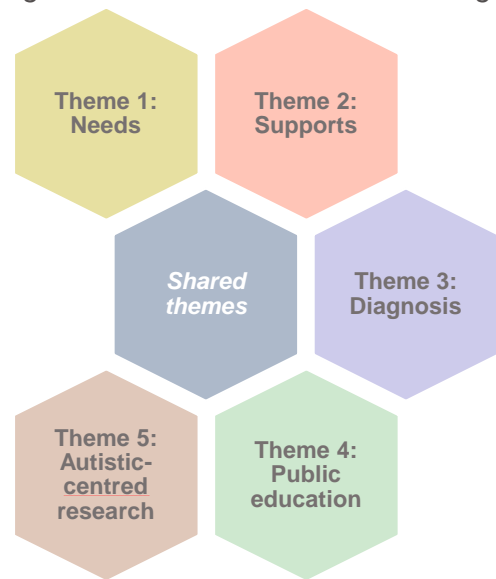 Theme 1:
Needs
Theme 2:
Supports
Shared
themes
Theme 3:
Diagnosis
Theme 5:
Autistic-
centred
research
Theme 4:
Public
education